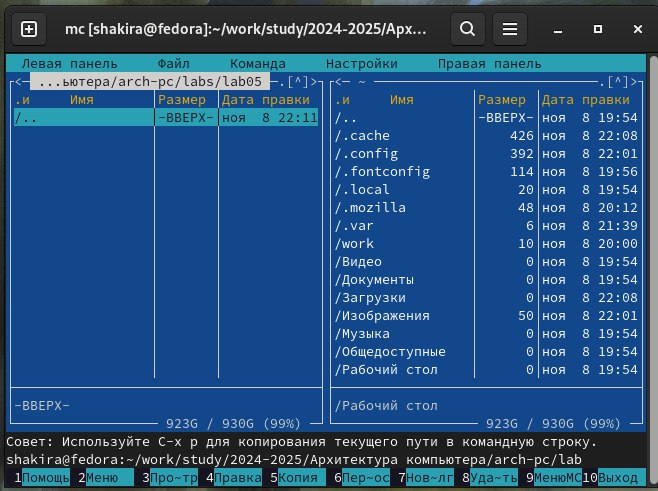 mc [shakira@fedora]:~/work/study/2024-2025/Арх...
Левая панель Файл Команда Настройки Правая панель
<─ ...ьютера/arch-pc/labs/lab05 ─.[^]>
.и Имя Размер Дата правки
/.. -ВВЕРХ- ноя 8 22:11
-ВВЕРХ-
923G / 930G (99%)
<─ ~ ─.[^]>
.и Имя Размер Дата правки
/.. -ВВЕРХ- ноя 8 19:54
/.cache 426 ноя 8 22:08
/.config 392 ноя 8 22:01
/.fontconfig 114 ноя 8 19:56
/.local 20 ноя 8 19:54
/.mozilla 48 ноя 8 20:12
/.var 6 ноя 8 21:39
/work 10 ноя 8 20:00
/Видео 0 ноя 8 19:54
/Документы 0 ноя 8 19:54
/Загрузки 0 ноя 8 22:08
/Изображения 50 ноя 8 22:01
/Музыка 0 ноя 8 19:54
/Общедоступные 0 ноя 8 19:54
/Рабочий стол 0 ноя 8 19:54
/Рабочий стол
923G / 930G (99%)
Совет: Используйте C-x p для копирования текущего пути в командную строку.
shakira@fedora:~/work/study/2024-2025/Архитектура компьютера/arch-pc/lab
1Помощь 2Меню 3Про~тр 4Правка 5Копия 6Пер~ос 7Нов~лг 8Уда~ть 9МенюMC 10Выход